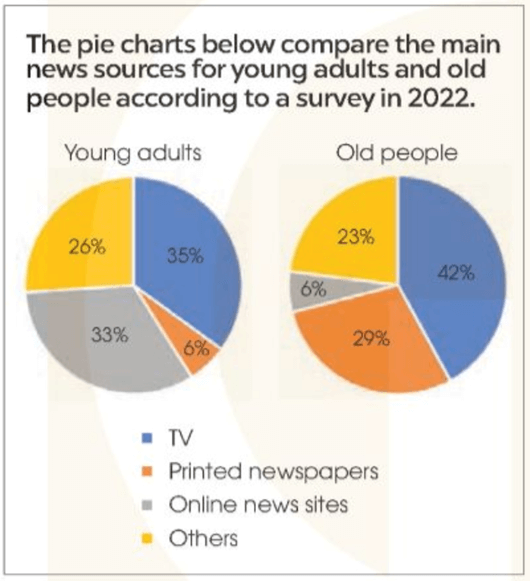 The pie charts below compare the main
news sources for young adults and old
people according to a survey in 2022.
Young adults
Old people
26%
35%
33%
6%
23%
42%
6%
29%
TV
Printed newspapers
Online news sites
Others